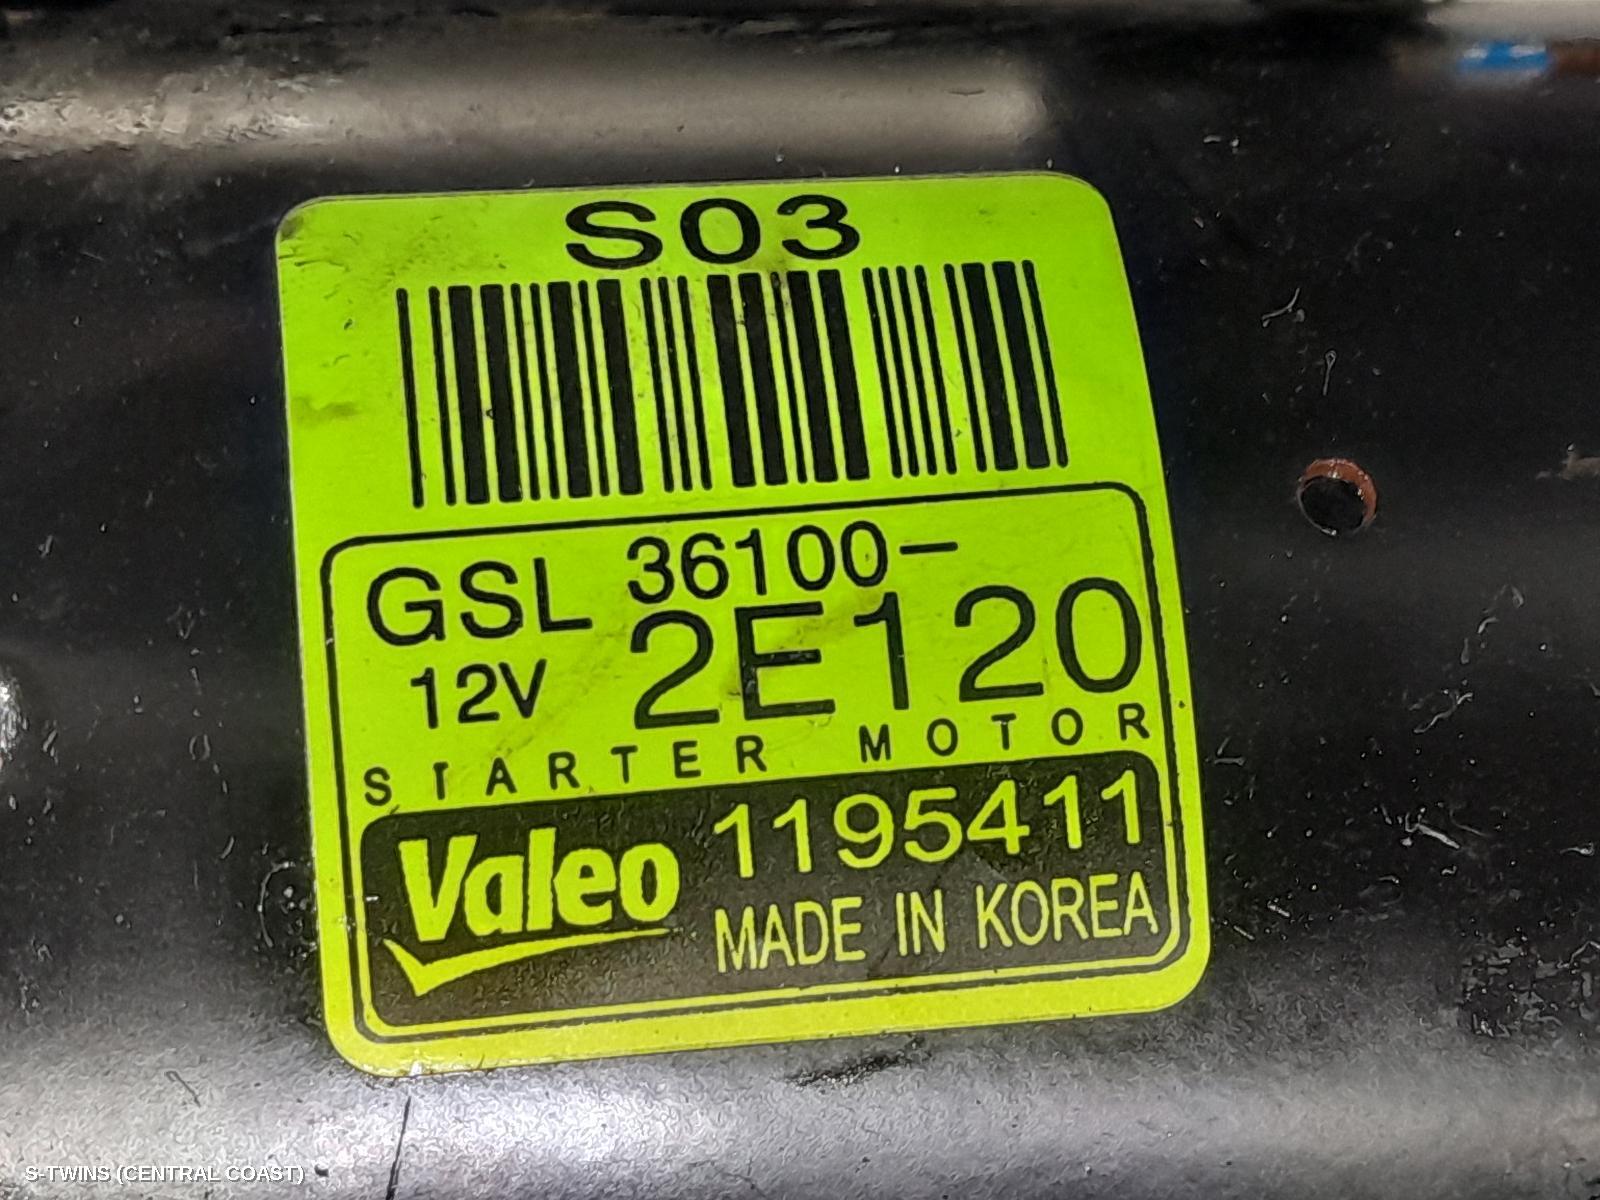 S03
GSL 36100-
12V 2E120
STARTER MOTOR
Valeo 1195411
MADE IN KOREA
S-TWINS (CENTRAL COAST)